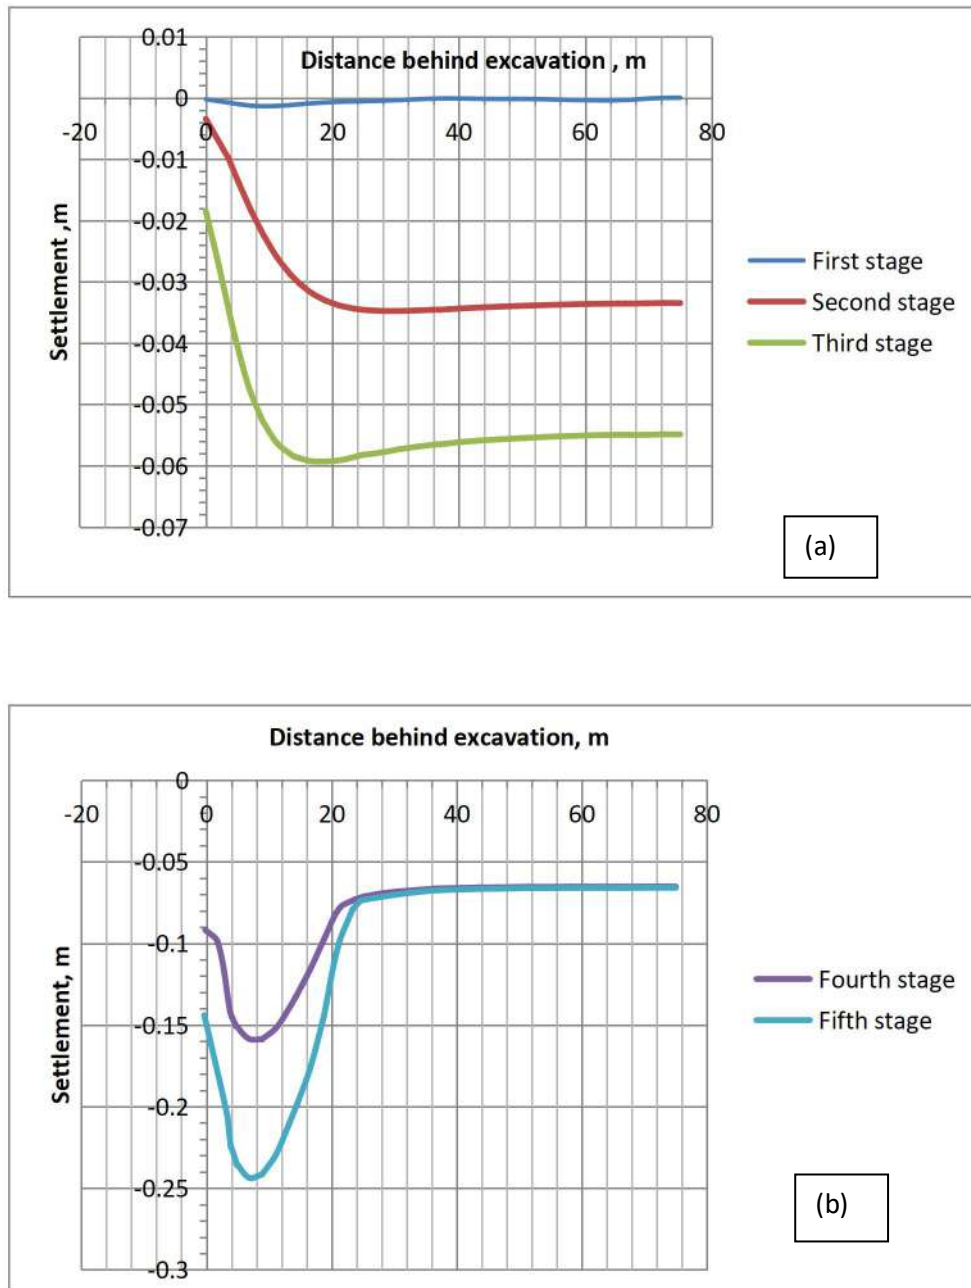 0.01
Distance behind excavation , m
0
-20 0 20 40 60 80
-0.01
-0.02
-0.03
-0.04
-0.05
-0.06
-0.07
Settlement ,m
First stage
Second stage
Third stage
(a)
Distance behind excavation, m
0
-20 0 20 40 60 80
-0.05
-0.1
-0.15
-0.2
-0.25
-0.3
Settlement, m
Fourth stage
Fifth stage
(b)